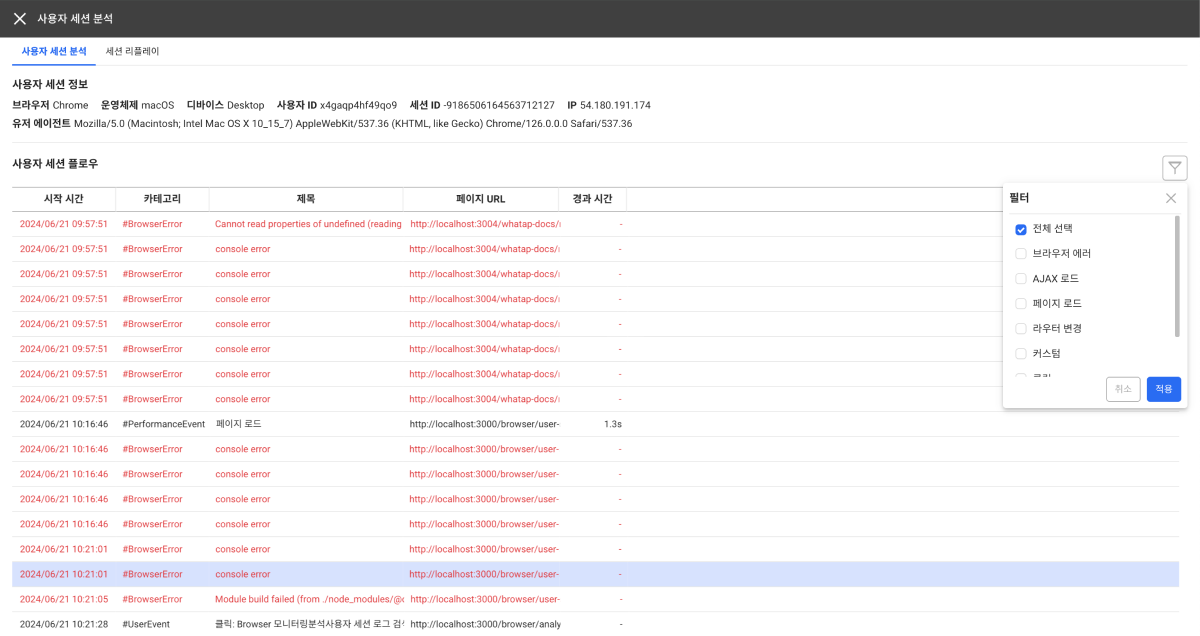 사용자 세션 분석
사용자 세션 분석 세션 리플레이
사용자 세션 정보
브라우저 Chrome 운영체제 macOS 디바이스 Desktop 사용자 ID x4gaqp4hf49qo9 세션 ID -9186506164563712127 IP 54.180.191.174
유저 에이전트 Mozilla/5.0 (Macintosh; Intel Mac OS X 10_15_7) AppleWebKit/537.36 (KHTML, like Gecko) Chrome/126.0.0.0 Safari/537.36
사용자 세션 플로우
시작 시간 카테고리 제목 페이지 URL 경과 시간
2024/06/21 09:57:51 #BrowserError Cannot read properties of undefined (reading http://localhost:3004/whatap-docs/ -
2024/06/21 09:57:51 #BrowserError console error http://localhost:3004/whatap-docs/ -
2024/06/21 09:57:51 #BrowserError console error http://localhost:3004/whatap-docs/ -
2024/06/21 09:57:51 #BrowserError console error http://localhost:3004/whatap-docs/ -
2024/06/21 09:57:51 #BrowserError console error http://localhost:3004/whatap-docs/ -
2024/06/21 09:57:51 #BrowserError console error http://localhost:3004/whatap-docs/ -
2024/06/21 09:57:51 #BrowserError console error http://localhost:3004/whatap-docs/ -
2024/06/21 09:57:51 #BrowserError console error http://localhost:3004/whatap-docs/ -
2024/06/21 10:16:46 #PerformanceEvent 페이지 로드 http://localhost:3000/browser/user- 1.3s
2024/06/21 10:16:46 #BrowserError console error http://localhost:3000/browser/user- -
2024/06/21 10:16:46 #BrowserError console error http://localhost:3000/browser/user- -
2024/06/21 10:16:46 #BrowserError console error http://localhost:3000/browser/user- -
2024/06/21 10:16:46 #BrowserError console error http://localhost:3000/browser/user- -
2024/06/21 10:21:01 #BrowserError console error http://localhost:3000/browser/user- -
2024/06/21 10:21:01 #BrowserError console error http://localhost:3000/browser/user- -
2024/06/21 10:21:05 #BrowserError Module build failed (from ./node_modules/@ http://localhost:3000/browser/user- -
2024/06/21 10:21:28 #UserEvent 클릭: Browser 모니터링분석사용자 세션 로그 검색 http://localhost:3000/browser/analy -
필터
전체 선택
브라우저 에러
AJAX 로드
페이지 로드
라우터 변경
커스텀
취소 적용